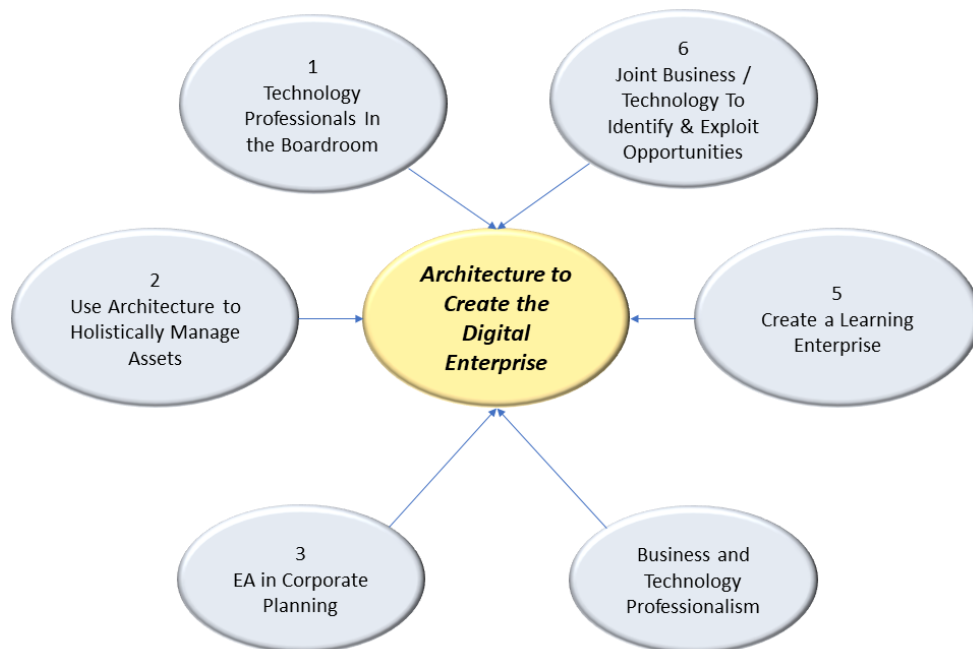 1
Technology
Professionals In
the Boardroom
6
Joint Business /
Technology To
Identify & Exploit
Opportunities
2
Use Architecture to
Holistically Manage
Assets
Architecture to
Create the
Digital
Enterprise
5
Create a Learning
Enterprise
3
EA in Corporate
Planning
Business and
Technology
Professionalism